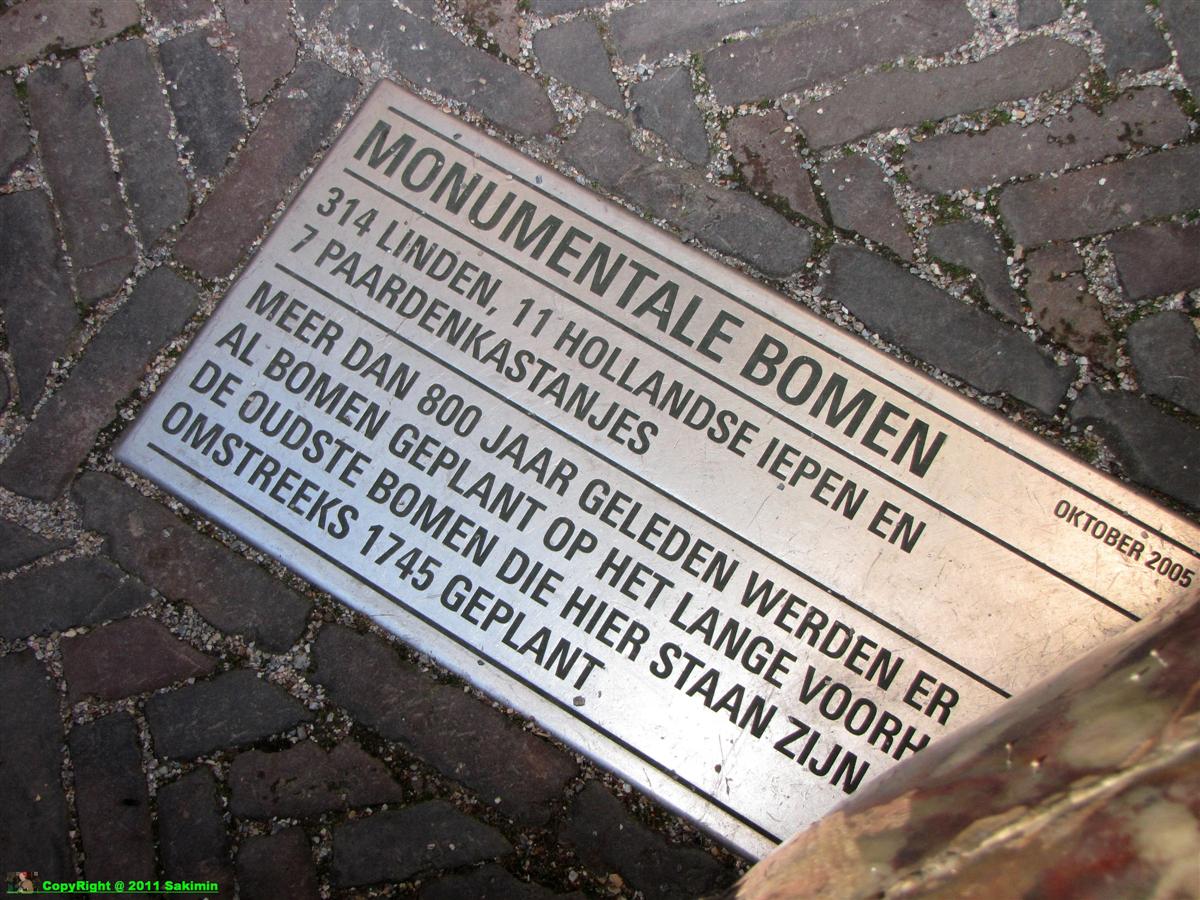 MONUMENTALE BOMEN
OKTOBER 2005
314 LINDEN, 11 HOLLANDSE IEPEN EN
7 PAARDENKASTANJES
MEER DAN 800 JAAR GELEDEN WERDEN ER
AL BOMEN GEPLANT OP HET LANGE VOORH
DE OUDSTE BOMEN DIE HIER STAAN ZIJN
OMSTREEKS 1745 GEPLANT
CopyRight @ 2011 Sakimin